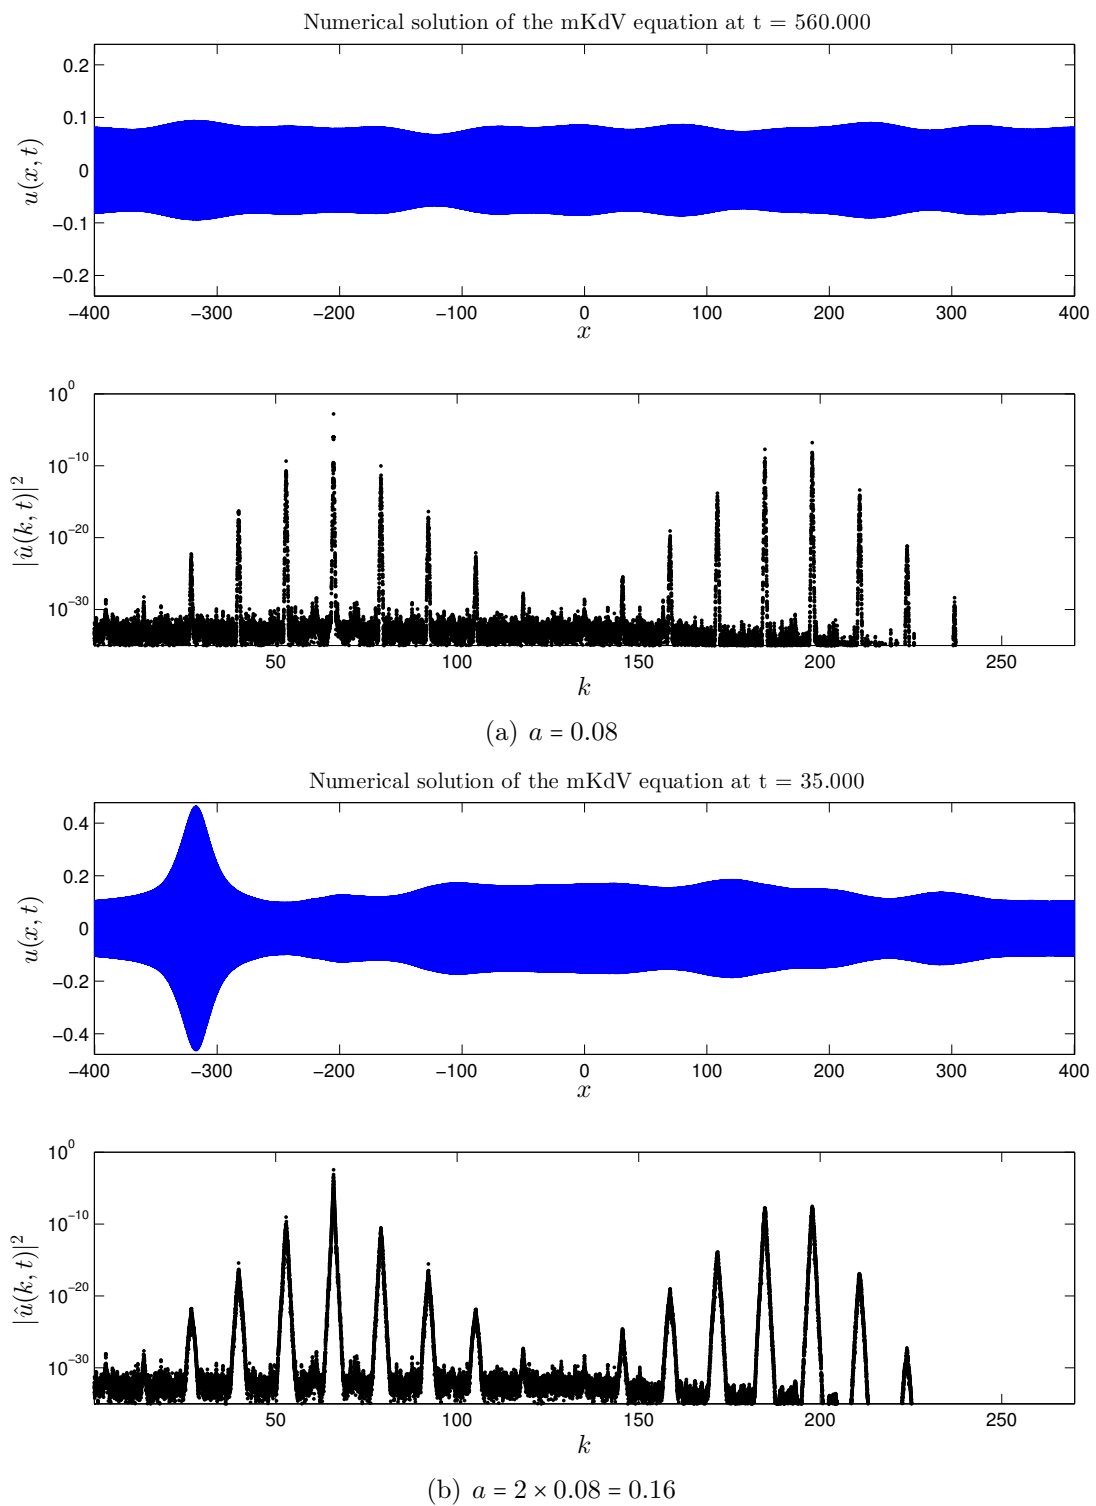 Numerical solution of the mKdV equation at t = 560.000
0.2
0.1
0
−0.1
−0.2
u(x, t)
−400 −300 −200 −100 0 100 200 300 400
x
10^0
10^−10
10^−20
10^−30
|û(k, t)|^2
50 100 150 200 250
k
(a) a = 0.08
Numerical solution of the mKdV equation at t = 35.000
0.4
0.2
0
−0.2
−0.4
u(x, t)
−400 −300 −200 −100 0 100 200 300 400
x
10^0
10^−10
10^−20
10^−30
|û(k, t)|^2
50 100 150 200 250
k
(b) a = 2 × 0.08 = 0.16